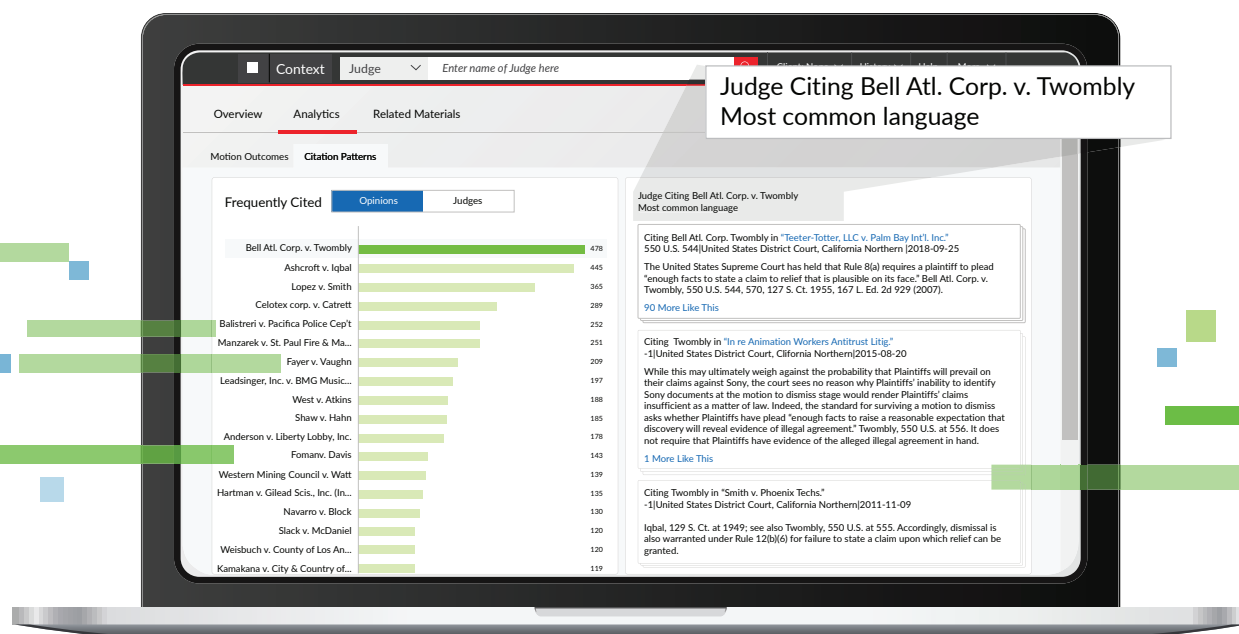 Context
Judge
Enter name of Judge here
Judge Citing Bell Atl. Corp. v. Twombly
Most common language
Overview
Analytics
Related Materials
Motion Outcomes
Citation Patterns
Frequently Cited
Opinions
Judges
Bell Atl. Corp. v. Twombly 478
Ashcroft v. Iqbal 445
Lopez v. Smith 365
Celotex corp. v. Catrett 289
Balistreri v. Pacifica Police Cep't 252
Manzarek v. St. Paul Fire & Ma... 251
Fayer v. Vaughn 209
Leadsinger, Inc. v. BMG Music... 197
West v. Atkins 188
Shaw v. Hahn 185
Anderson v. Liberty Lobby, Inc. 178
Fomanv. Davis 143
Western Mining Council v. Watt 139
Hartman v. Gilead Scis., Inc. (In... 135
Navarro v. Block 130
Slack v. McDaniel 120
Weisbuch v. County of Los An... 120
Kamakana v. City & Country of... 119
Judge Citing Bell Atl. Corp. v. Twombly
Most common language
Citing Bell Atl. Corp. Twombly in "Teeter-Totter, LLC v. Palm Bay Int'l. Inc."
550 U.S. 544|United States District Court, California Northern |2018-09-25
The United States Supreme Court has held that Rule 8(a) requires a plaintiff to plead
"enough facts to state a claim to relief that is plausible on its face." Bell Atl. Corp. v.
Twombly, 550 U.S. 544, 570, 127 S. Ct. 1955, 167 L. Ed. 2d 929 (2007).
90 More Like This
Citing Twombly in "In re Animation Workers Antitrust Litig."
-1|United States District Court, Clifornia Northern|2015-08-20
While this may ultimately weigh against the probability that Plaintiffs will prevail on
their claims against Sony, the court sees no reason why Plaintiffs' inability to identify
Sony documents at the motion to dismiss stage would render Plaintiffs' claims
insufficient as a matter of law. Indeed, the standard for surviving a motion to dismiss
asks whether Plaintiffs have plead "enough facts to raise a reasonable expectation that
discovery will reveal evidence of illegal agreement." Twombly, 550 U.S. at 556. It does
not require that Plaintiffs have evidence of the alleged illegal agreement in hand.
1 More Like This
Citing Twombly in "Smith v. Phoenix Techs."
-1|United States District Court, California Northern|2011-11-09
Iqbal, 129 S. Ct. at 1949; see also Twombly, 550 U.S. at 555. Accordingly, dismissal is
also warranted under Rule 12(b)(6) for failure to state a claim upon which relief can be
granted.